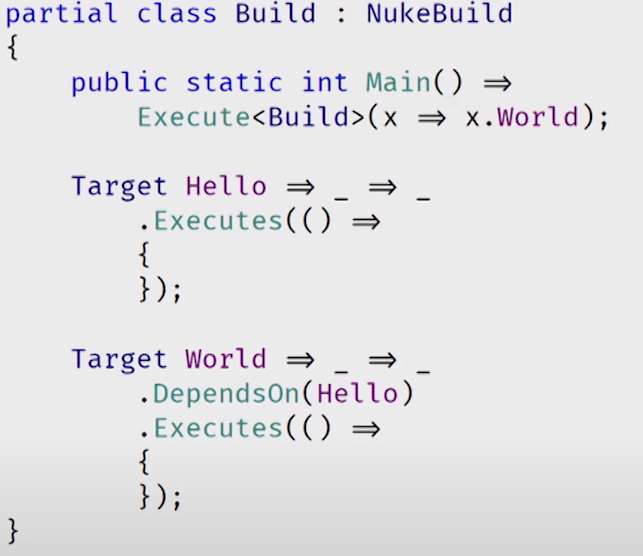 partial class Build : NukeBuild
{
    public static int Main() =>
        Execute<Build>(x => x.World);
    Target Hello => _ => _
        .Executes(() =>
        {
        });
    Target World => _ => _
        .DependsOn(Hello)
        .Executes(() =>
        {
        });
}